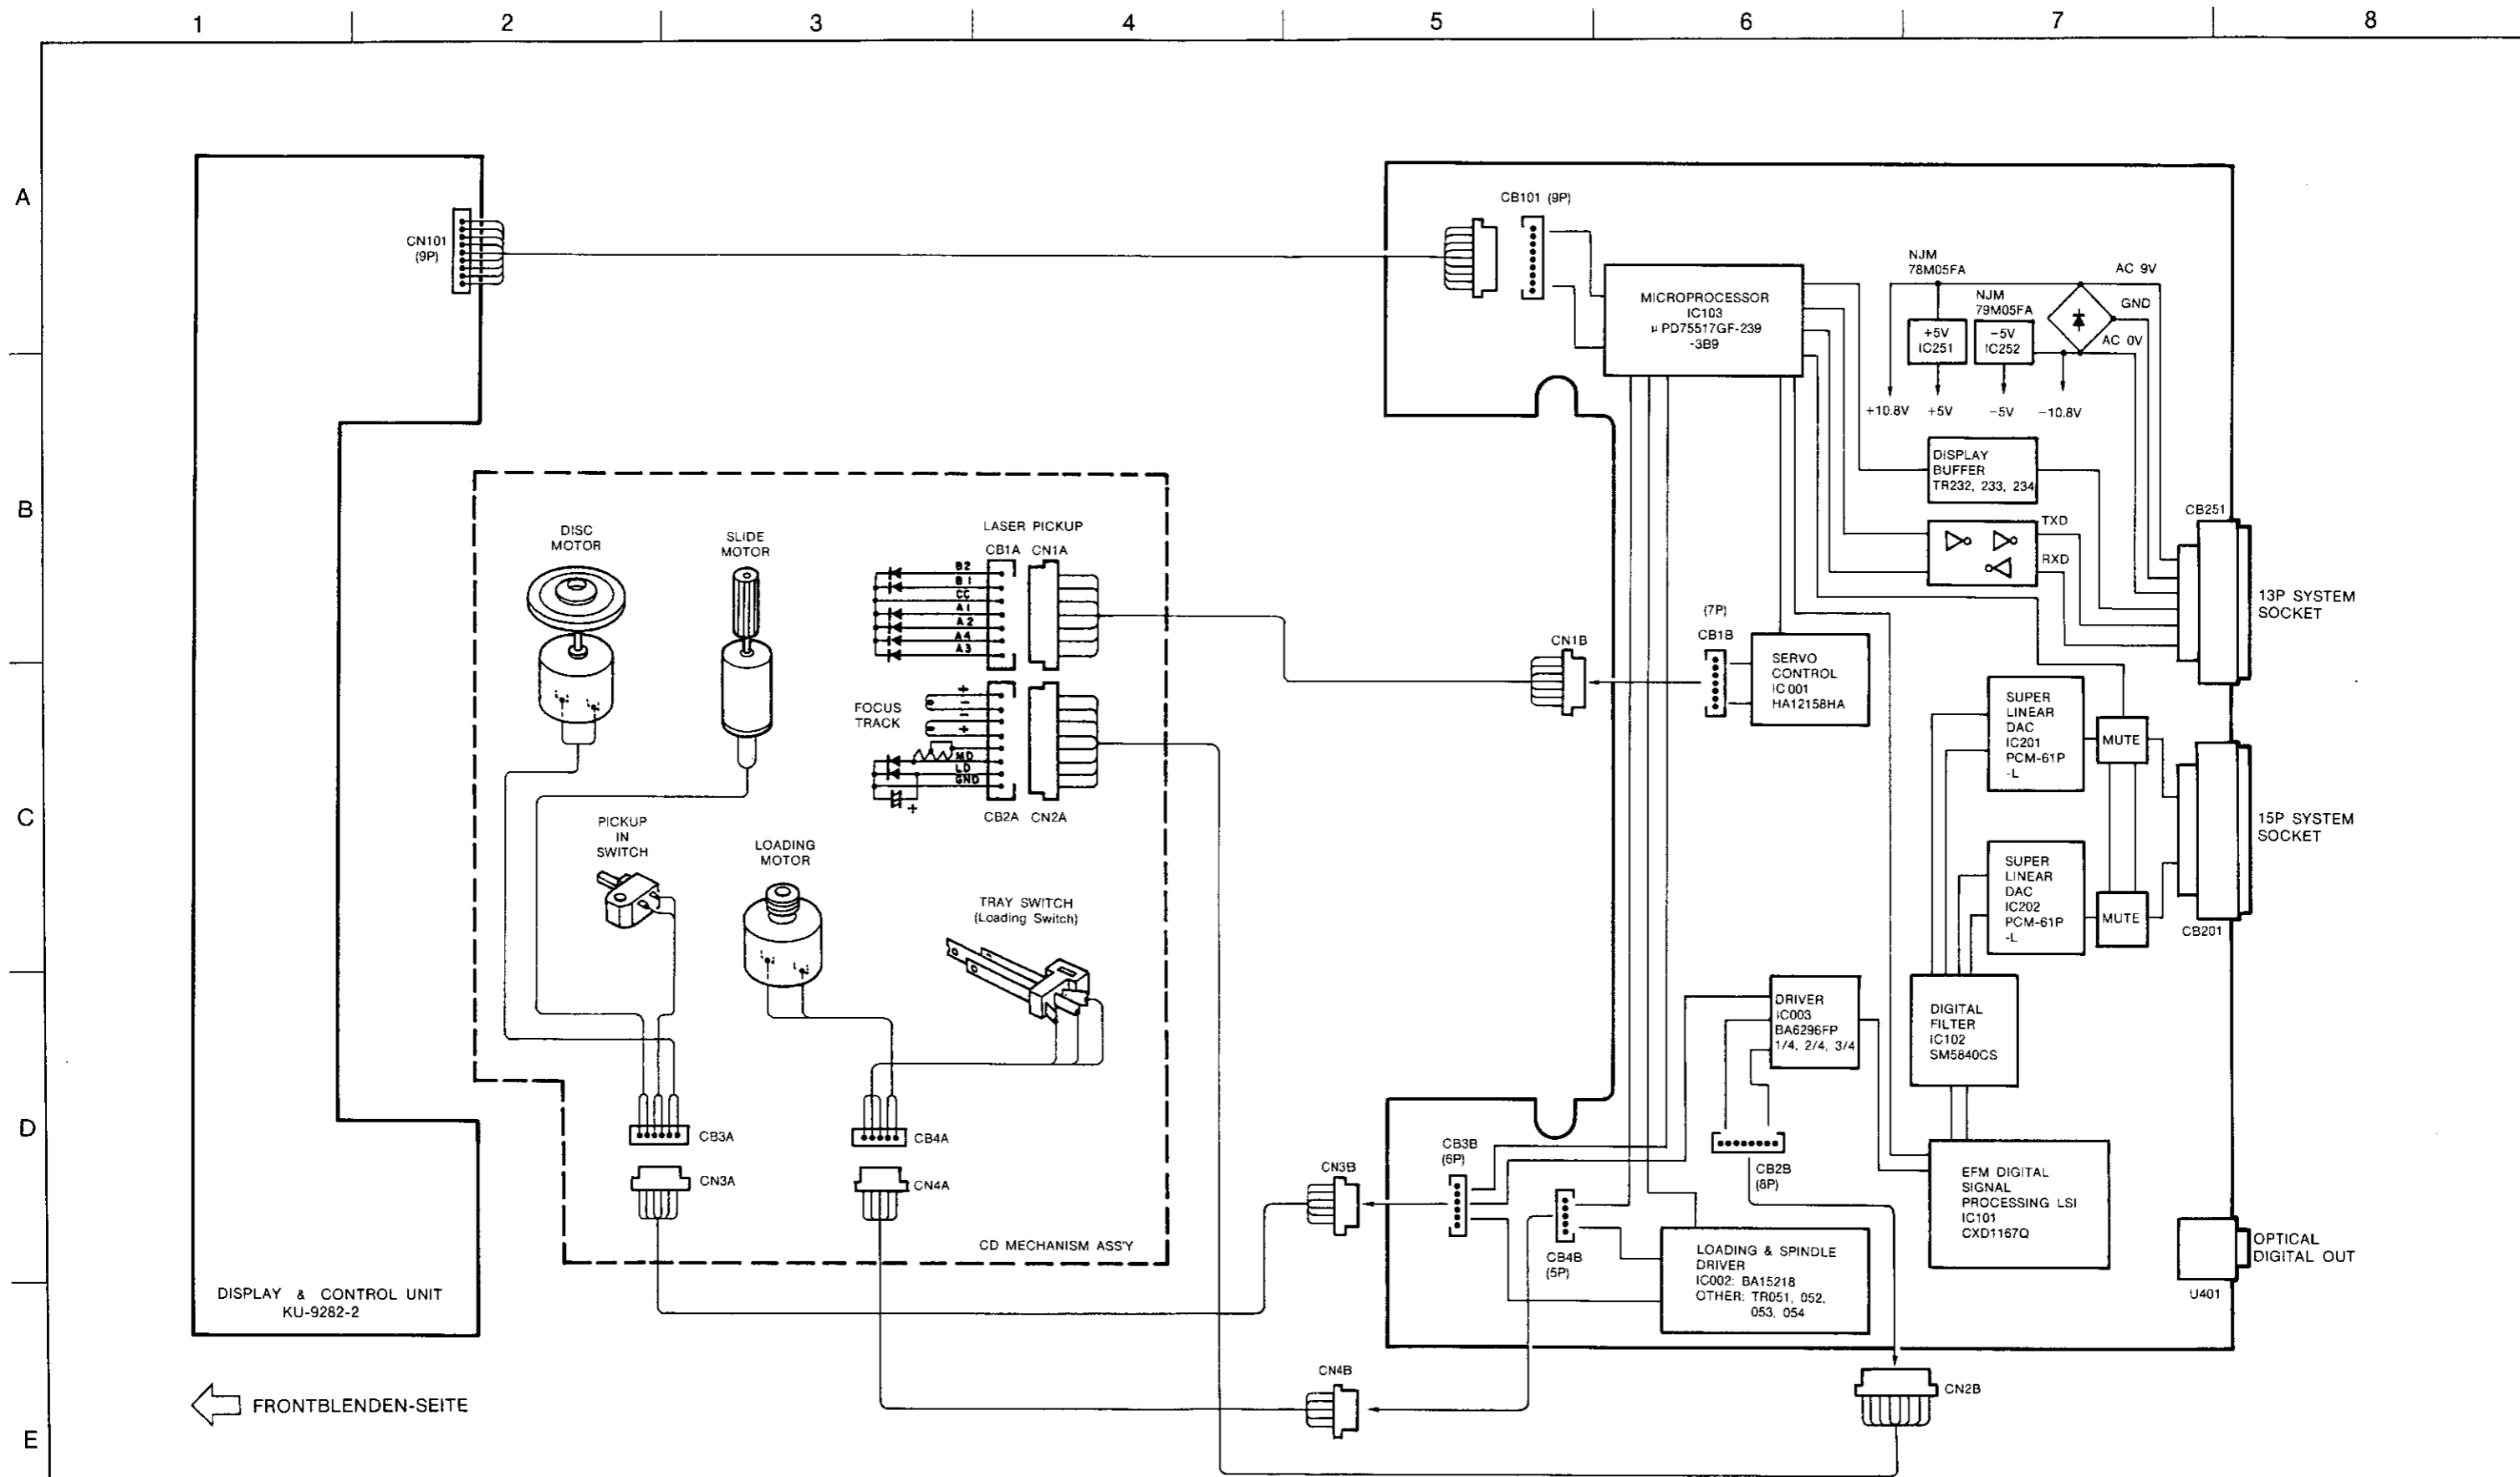 1 2 3 4 5 6 7 8
A
B
C
D
E
CN101
(9P)
CB101 (9P)
MICROPROCESSOR
IC103
μPD75517GF-239
-3B9
NJM
78M05FA
NJM
79M05FA
AC 9V
GND
AC 0V
+5V
IC251
-5V
IC252
+10.8V
+5V
-5V
-10.8V
DISPLAY
BUFFER
TR232, 233, 234
TXD
RXD
CB251
13P SYSTEM
SOCKET
DISC
MOTOR
SLIDE
MOTOR
LASER PICKUP
CB1A CN1A
B2
B1
CC
A1
A2
A4
A3
FOCUS
TRACK
+
-
-
+
MD
LD
GND
+
CB2A CN2A
CN1B
(7P)
CB1B
SERVO
CONTROL
IC001
HA12158HA
SUPER
LINEAR
DAC
IC201
PCM-61P
-L
MUTE
15P SYSTEM
SOCKET
SUPER
LINEAR
DAC
IC202
PCM-61P
-L
MUTE
CB201
PICKUP
IN
SWITCH
LOADING
MOTOR
TRAY SWITCH
(Loading Switch)
DRIVER
IC003
BA6296FP
1/4, 2/4, 3/4
DIGITAL
FILTER
IC102
SM5840CS
CB3A
CB4A
CN3A
CN4A
CN3B
CB3B
(6P)
CB2B
(8P)
CB4B
(5P)
EFM DIGITAL
SIGNAL
PROCESSING LSI
IC101
CXD1167Q
OPTICAL
DIGITAL OUT
U401
LOADING & SPINDLE
DRIVER
IC002: BA15218
OTHER: TR051, 052,
053, 054
CD MECHANISM ASS'Y
DISPLAY & CONTROL UNIT
KU-9282-2
CN4B
CN2B
FRONTBLENDEN-SEITE